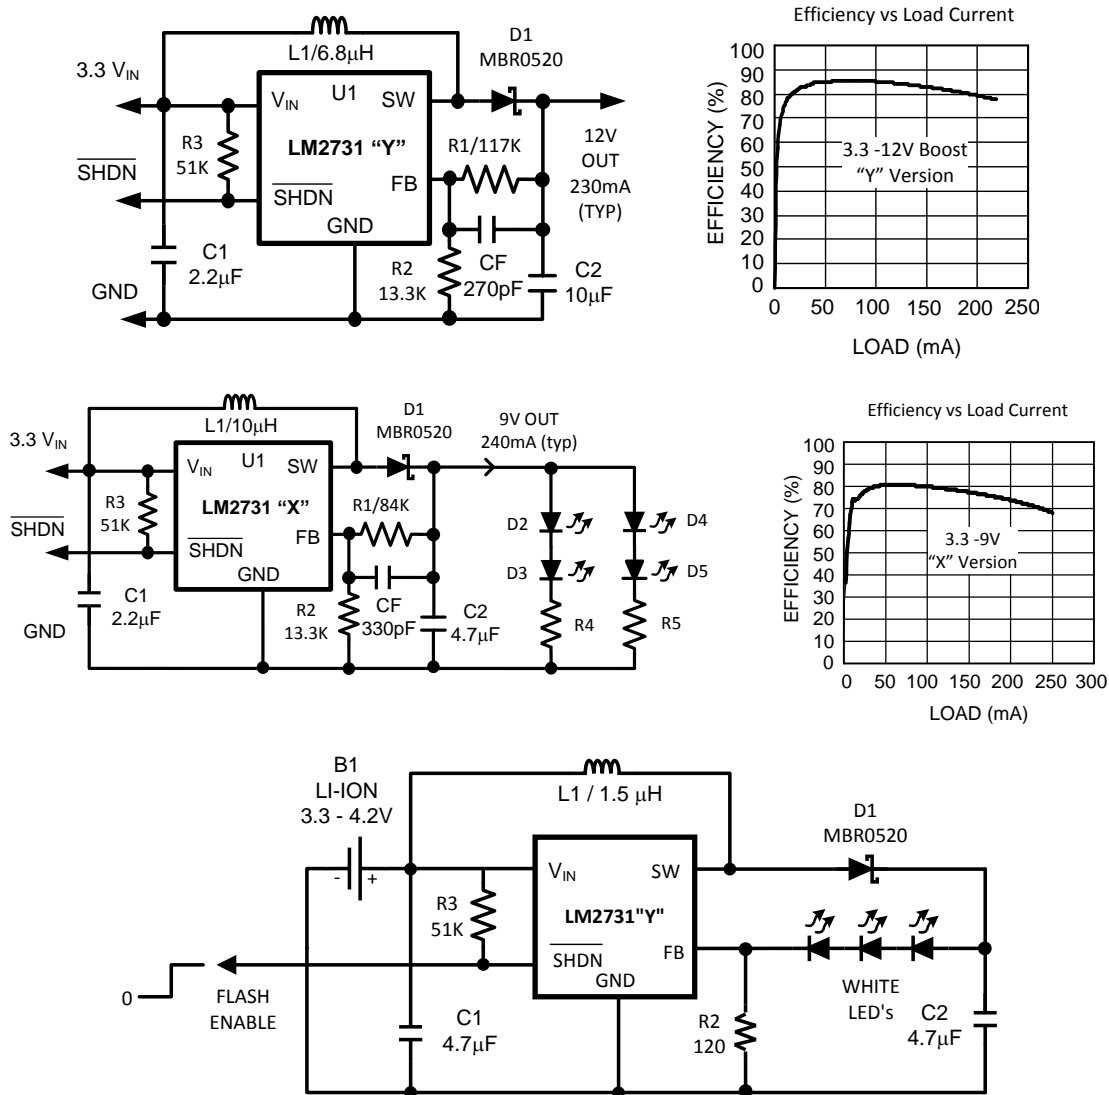 L1/6.8μH
D1
MBR0520
3.3 VIN
VIN
U1
SW
R3
51K
LM2731 “Y”
R1/117K
12V
OUT
230mA
(TYP)
SHDN
SHDN
FB
GND
C1
2.2μF
R2
13.3K
CF
270pF
C2
10μF
GND
Efficiency vs Load Current
EFFICIENCY (%)
100
90
80
70
60
50
40
30
20
10
0
3.3 -12V Boost
“Y” Version
0 50 100 150 200 250
LOAD (mA)
L1/10μH
D1
MBR0520
9V OUT
240mA (typ)
3.3 VIN
VIN
U1
SW
R3
51K
LM2731 “X”
R1/84K
SHDN
SHDN
FB
GND
C1
2.2μF
R2
13.3K
CF
330pF
C2
4.7μF
GND
D2
D4
D3
D5
R4
R5
Efficiency vs Load Current
EFFICIENCY (%)
100
90
80
70
60
50
40
30
20
10
0
3.3 -9V
“X” Version
0 50 100 150 200 250 300
LOAD (mA)
B1
LI-ION
3.3 - 4.2V
- +
L1 / 1.5 μH
D1
MBR0520
VIN
SW
R3
51K
LM2731"Y"
SHDN
FB
GND
0
FLASH
ENABLE
C1
4.7μF
R2
120
WHITE
LED's
C2
4.7μF